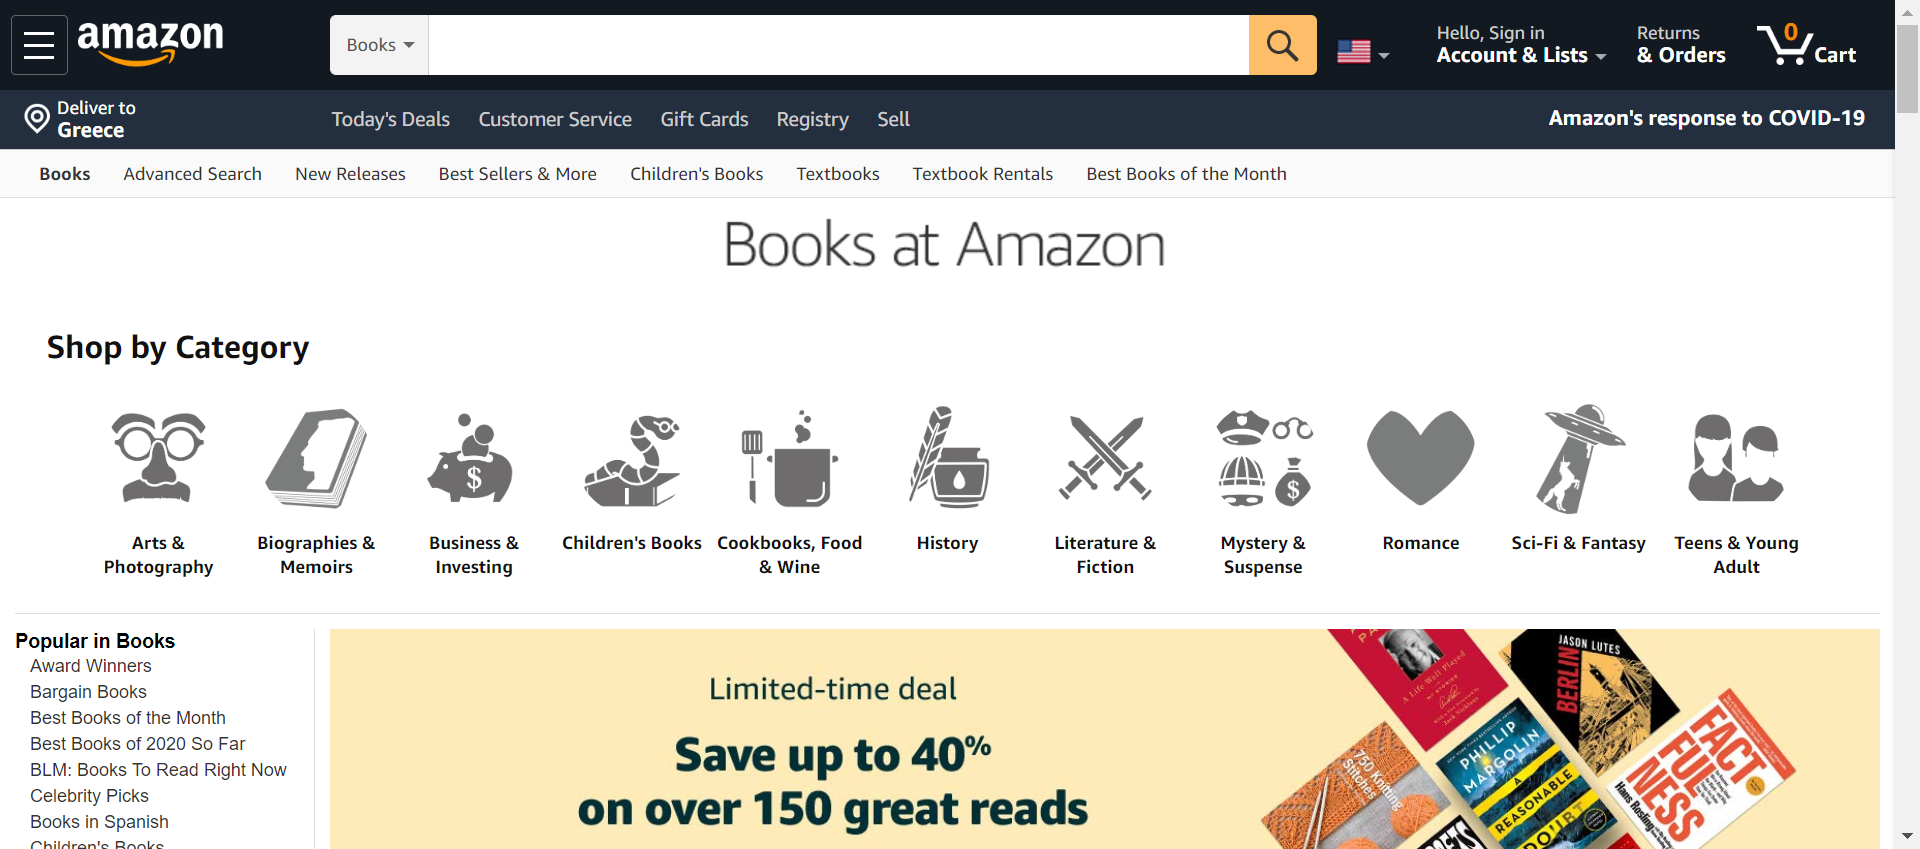 amazon
Books
Hello, Sign in
Account & Lists
Returns
& Orders
0
Cart
Deliver to
Greece
Today's Deals
Customer Service
Gift Cards
Registry
Sell
Amazon's response to COVID-19
Books
Advanced Search
New Releases
Best Sellers & More
Children's Books
Textbooks
Textbook Rentals
Best Books of the Month
Books at Amazon
Shop by Category
$
$
Arts &
Photography
Biographies &
Memoirs
Business &
Investing
Children's Books
Cookbooks, Food
& Wine
History
Literature &
Fiction
Mystery &
Suspense
Romance
Sci-Fi & Fantasy
Teens & Young
Adult
Popular in Books
Award Winners
Bargain Books
Best Books of the Month
Best Books of 2020 So Far
BLM: Books To Read Right Now
Celebrity Picks
Books in Spanish
Children's Books
Limited-time deal
Save up to 40%
on over 150 great reads
A Life Well Played
MY STORIES
JASON LUTES
BERLIN
750 Knitting
Stitches
PHILLIP
MARGOLIN
A
REASONABLE
DOUBT
FACT
FUL
NESS
Hans Rosling